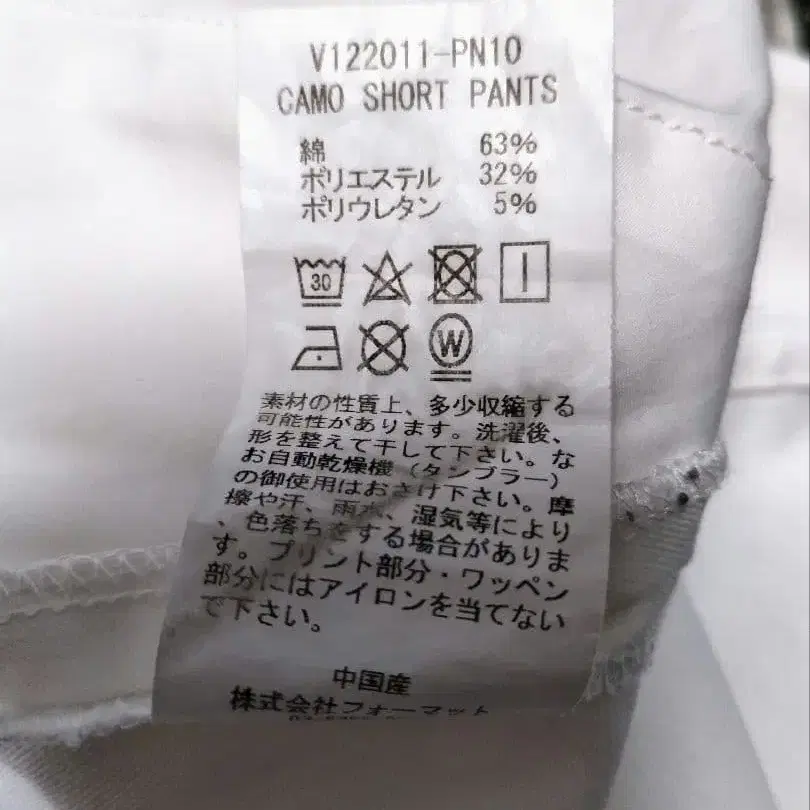 V122011-PN10
CAMO SHORT PANTS
綿 63%
ポリエステル 32%
ポリウレタン 5%
30
W
素材の性質上、多少収縮する
可能性があります。洗濯後、
形を整えて干して下さい。な
お自動乾燥機（タンブラー）
の御使用はおさけ下さい。摩
擦や汗、雨水、湿気等により
、色落ちをする場合がありま
す。プリント部分・ワッペン
部分にはアイロンを当てない
で下さい。
中国産
株式会社フォーマット